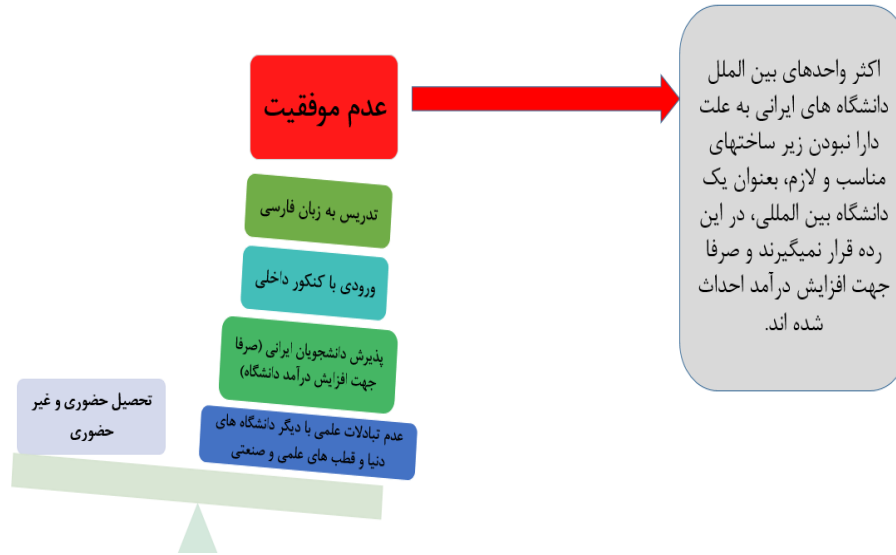 عدم موفقیت
تدریس به زبان فارسی
ورودی با کنکور داخلی
پذیرش دانشجویان ایرانی (صرفا
جهت افزایش درآمد دانشگاه)
عدم تبادلات علمی با دیگر دانشگاه های
دنیا و قطب های علمی و صنعتی
تحصیل حضوری و غیر
حضوری
اکثر واحدهای بین الملل
دانشگاه های ایرانی به علت
دارا نبودن زیر ساختهای
مناسب و لازم، بعنوان یک
دانشگاه بین المللی، در این
رده قرار نمیگیرند و صرفا
جهت افزایش درآمد احداث
شده اند.